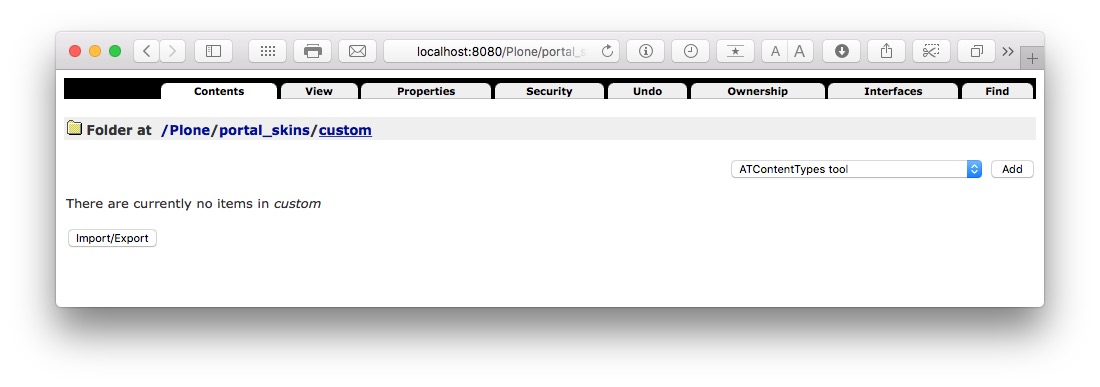 localhost:8080/Plone/portal_s
A A
Contents View Properties Security Undo Ownership Interfaces Find
Folder at /Plone/portal_skins/custom
ATContentTypes tool Add
There are currently no items in custom
Import/Export